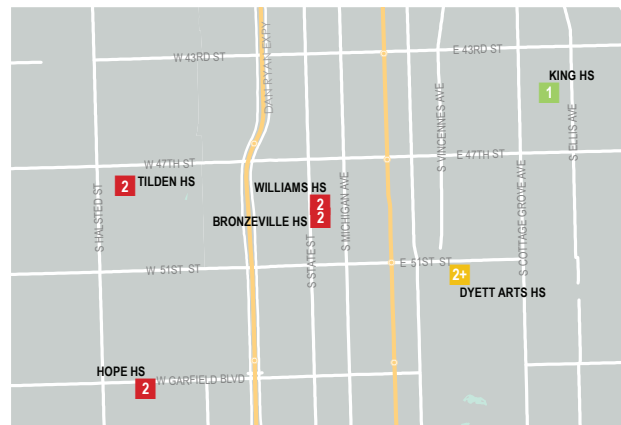 W 43RD ST
E 43RD ST
DAN RYAN EXPY
KING HS
1
S VINCENNES AVE
S ELLIS AVE
W 47TH ST
E 47TH ST
2
TILDEN HS
WILLIAMS HS
2
BRONZEVILLE HS
2
S HALSTED ST
S STATE ST
S MICHIGAN AVE
S COTTAGE GROVE AVE
W 51ST ST
E 51ST ST
2+
DYETT ARTS HS
HOPE HS
2
W GARFIELD BLVD